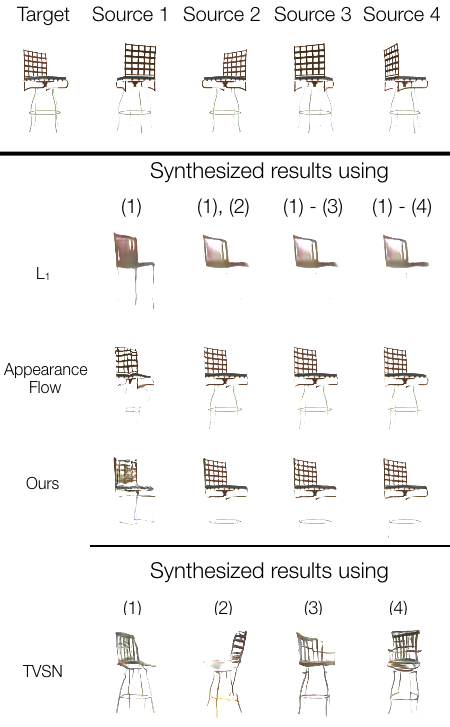 Target Source 1 Source 2 Source 3 Source 4
Synthesized results using
(1) (1), (2) (1) - (3) (1) - (4)
L₁
Appearance
Flow
Ours
Synthesized results using
(1) (2) (3) (4)
TVSN